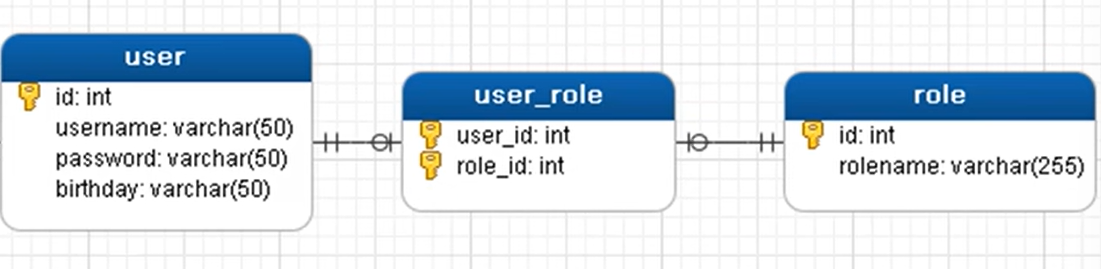 user
id: int
username: varchar(50)
password: varchar(50)
birthday: varchar(50)
user_role
user_id: int
role_id: int
role
id: int
rolename: varchar(255)